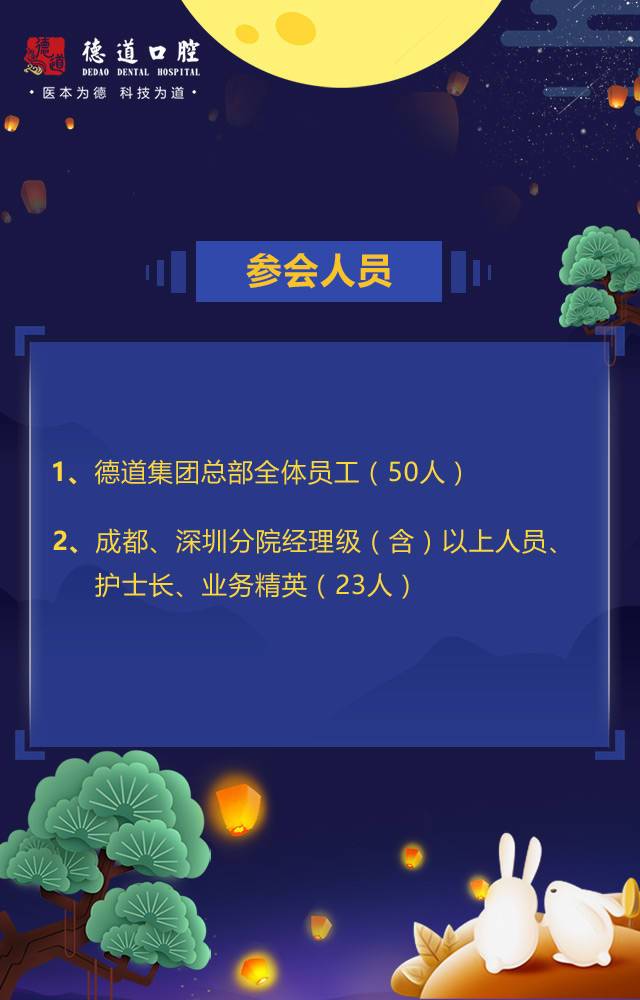 德道
德道口腔
DEDAO DENTAL HOSPITAL
·医本为德 科技为道·
参会人员
1、德道集团总部全体员工（50人）
2、成都、深圳分院经理级（含）以上人员、
护士长、业务精英（23人）